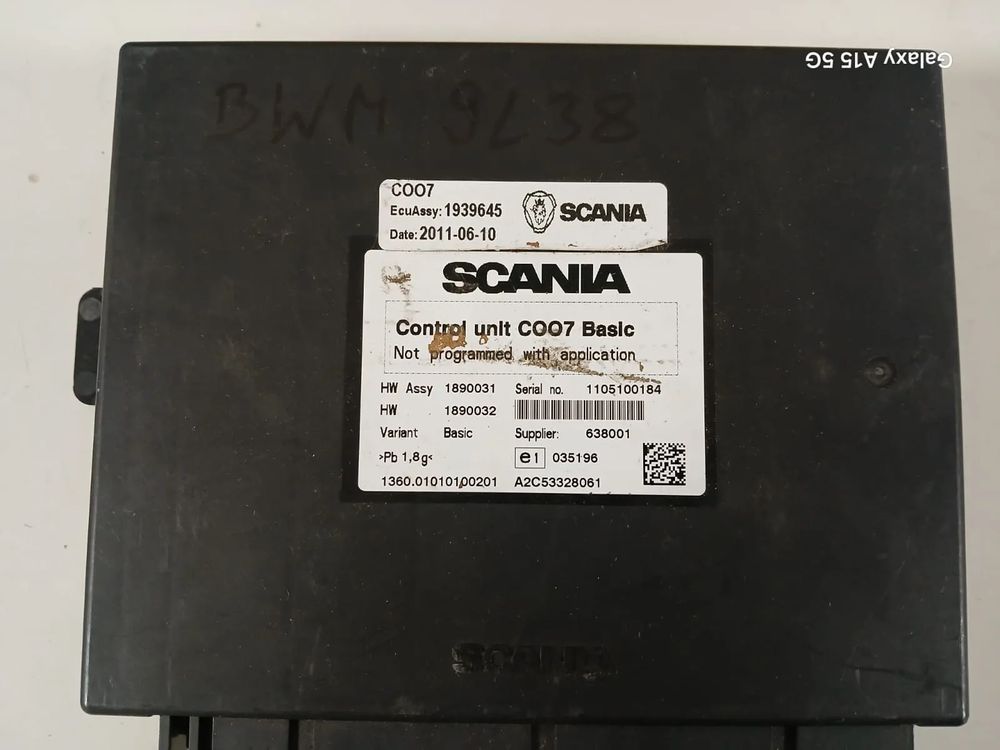 Galaxy A15 5G
BWM 9L38
COO7
EcuAssy: 1939645
SCANIA
Date: 2011-06-10
SCANIA
Control unit COO7 Basic
Not programmed with application
HW Assy 1890031 Serial no. 1105100184
HW 1890032
Variant Basic Supplier: 638001
>Pb 1,8g< e1 035196
1360.01010100201 A2C53328061
SCANIA